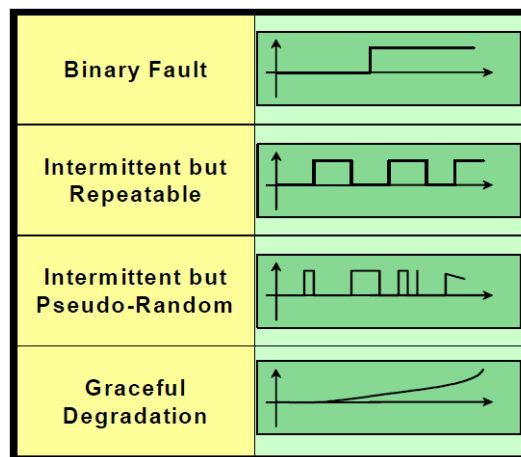 Binary Fault
Intermittent but
Repeatable
Intermittent but
Pseudo-Random
Graceful
Degradation